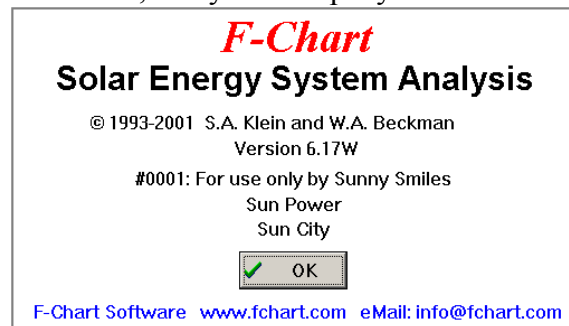 F-Chart
Solar Energy System Analysis
© 1993-2001 S.A. Klein and W.A. Beckman
Version 6.17W
#0001: For use only by Sunny Smiles
Sun Power
Sun City
OK
F-Chart Software www.fchart.com eMail: info@fchart.com